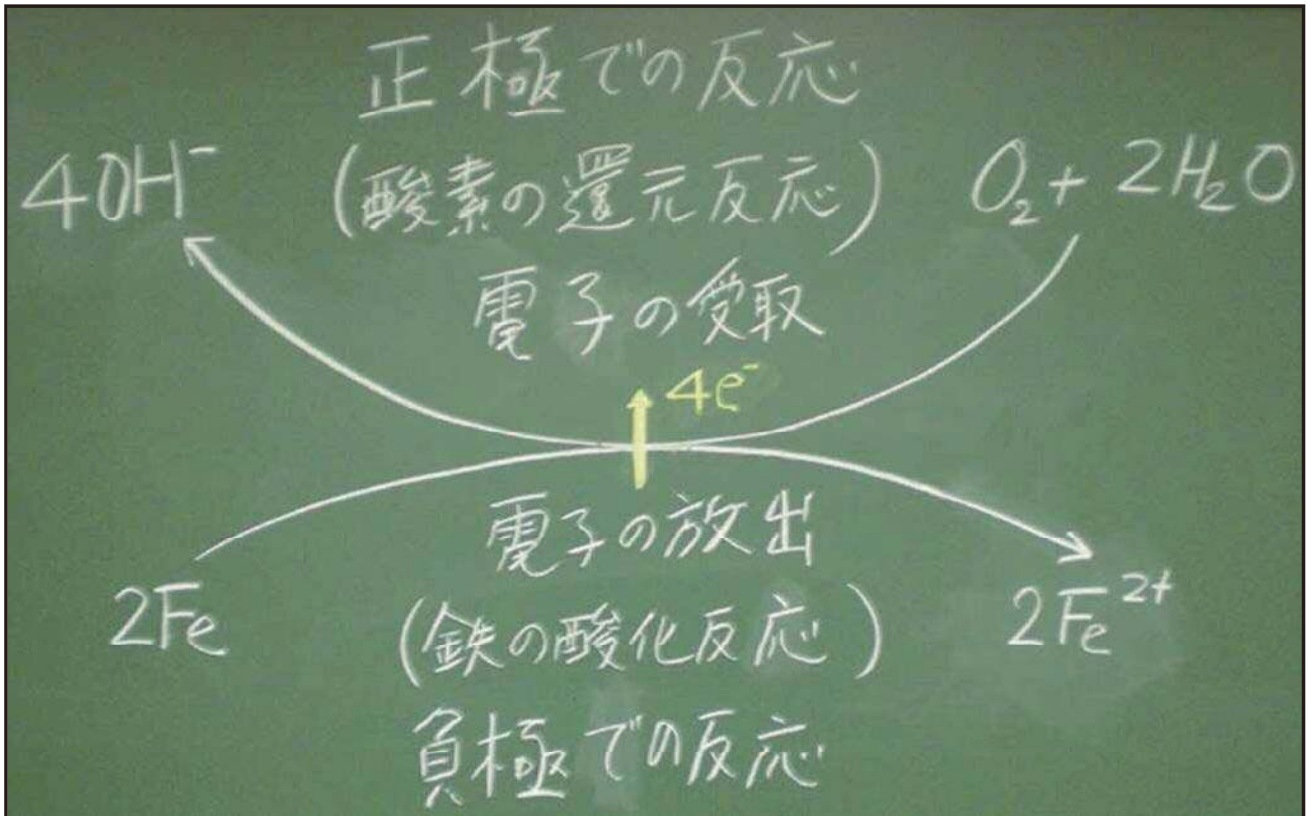 正極での反応
4OH⁻ (酸素の還元反応) O₂+ 2H₂O
電子の受取
4e⁻
電子の放出
2Fe (鉄の酸化反応) 2Fe²⁺
負極での反応